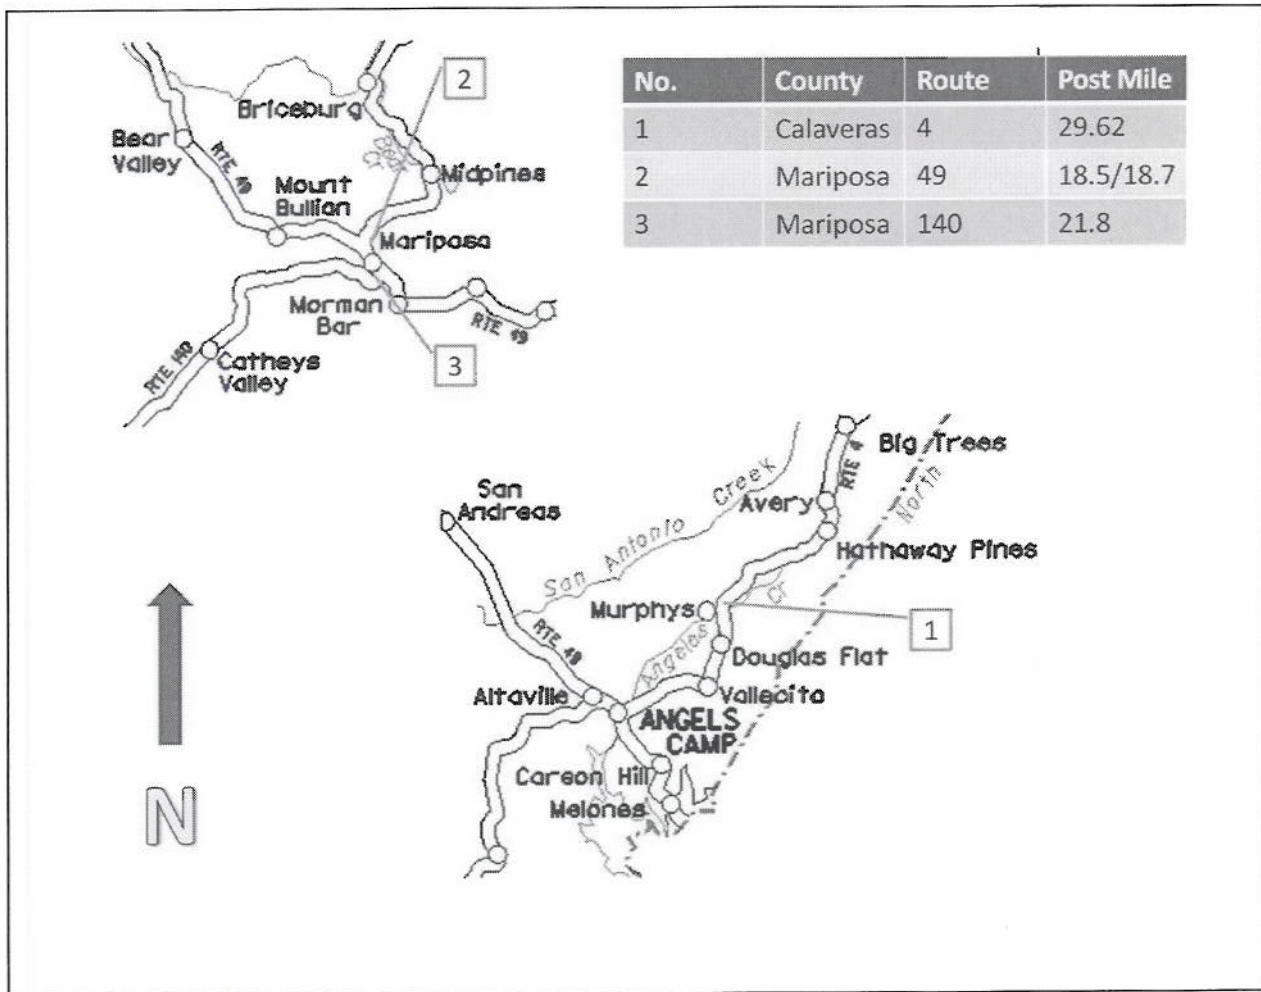 No. County Route Post Mile
1 Calaveras 4 29.62
2 Mariposa 49 18.5/18.7
3 Mariposa 140 21.8
2
Briceburg
Bear
Valley
RTE 49
Bear
Cr
Midpines
Mount
Bullion
Mariposa
Morman
Bar
RTE 49
RTE 140
Catheys
Valley
3
Big Trees
RTE 4
North
San
Andreas
Avery
San Antonio Creek
Hathaway Pines
Cr
Murphys
1
RTE 49
Angeles
Douglas Flat
Altaville
Vallecito
ANGELS
CAMP
Carson Hill
Melones
N